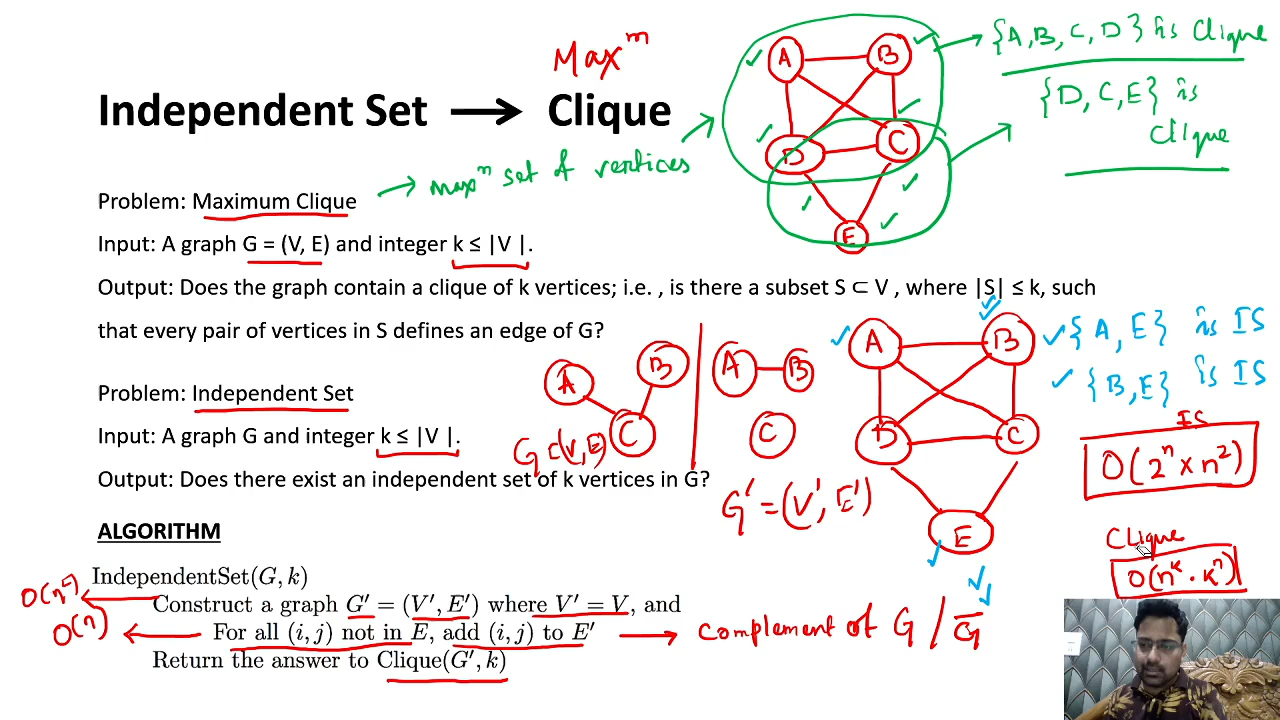 Max^m
Independent Set → Clique
→ max^m set of vertices
Problem: Maximum Clique
Input: A graph G = (V, E) and integer k ≤ |V |.
Output: Does the graph contain a clique of k vertices; i.e. , is there a subset S ⊂ V , where |S| ≤ k, such
that every pair of vertices in S defines an edge of G?
Problem: Independent Set
Input: A graph G and integer k ≤ |V |.
Output: Does there exist an independent set of k vertices in G?
ALGORITHM
IndependentSet(G, k)
O(n²)
Construct a graph G′ = (V′, E′) where V′ = V, and
O(n)
For all (i, j) not in E, add (i, j) to E′
→ complement of G / G̅
Return the answer to Clique(G′, k)
A B
D C
E
{A, B, C, D} is Clique
{D, C, E} is
Clique
A B
C
G=(V,E)
A B
C
G' = (V', E')
A B
D C
E
{A, E} is IS
{B, E} is IS
IS
O(2ⁿ × n²)
Clique
O(nᵏ · k²)